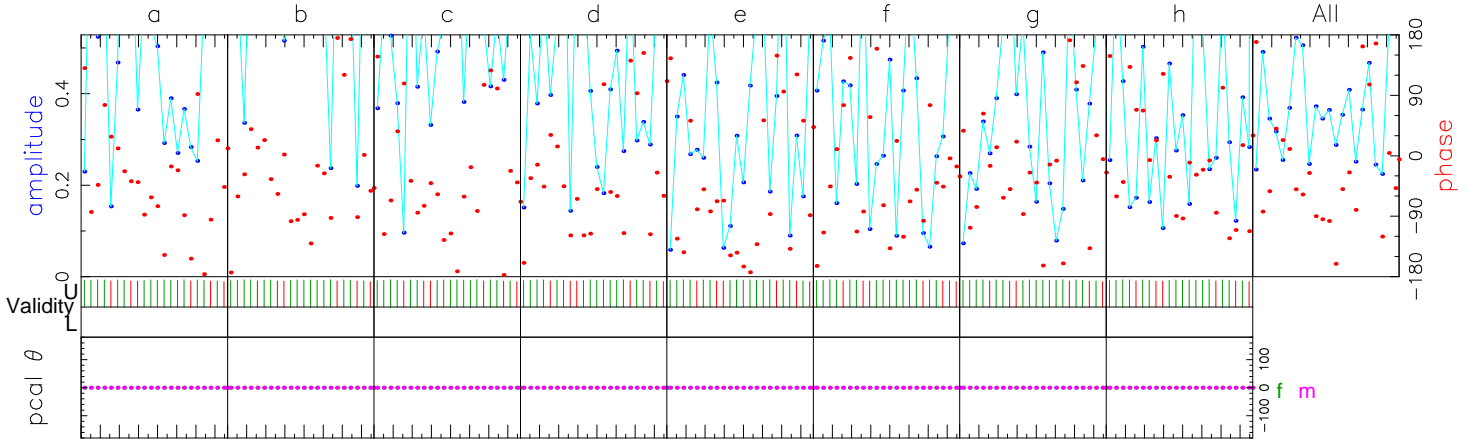 a b c d e f g h All
amplitude
0 0.2 0.4
180 90 0 −90 −180
phase
U
Validity
L
pcal θ
100 0 −100
f m